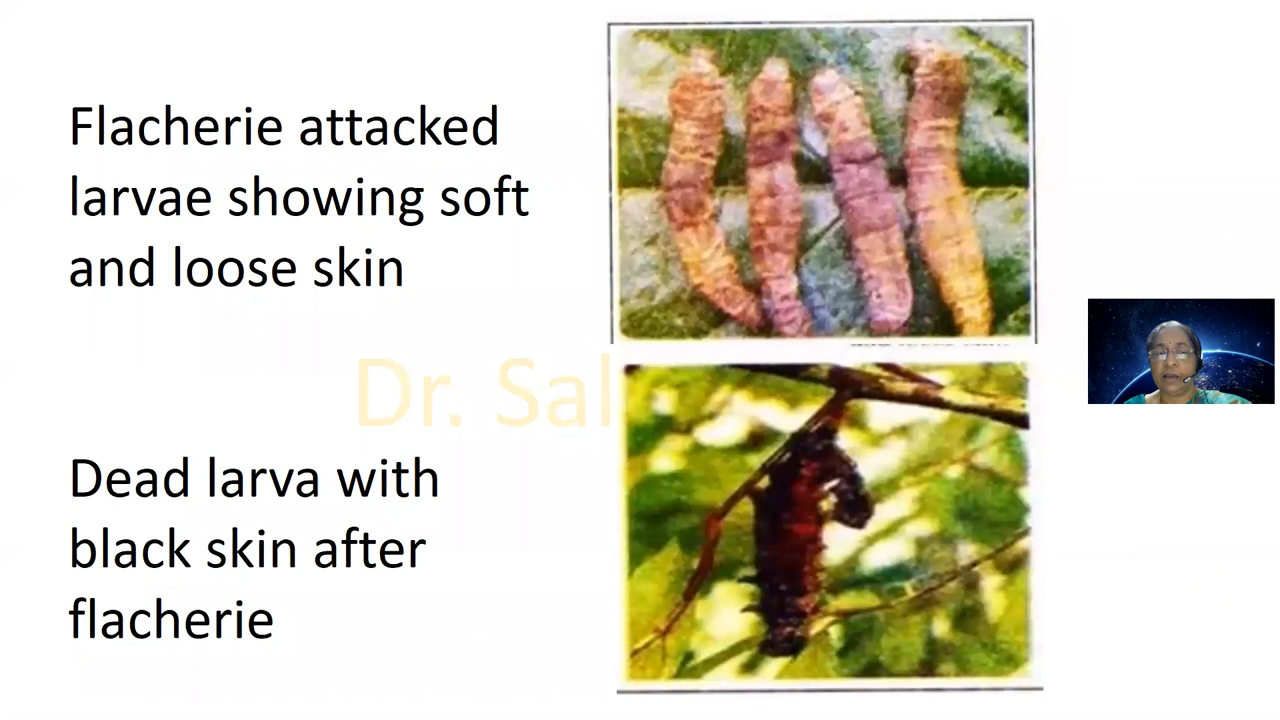 Flacherie attacked
larvae showing soft
and loose skin
Dr. Sal
Dead larva with
black skin after
flacherie